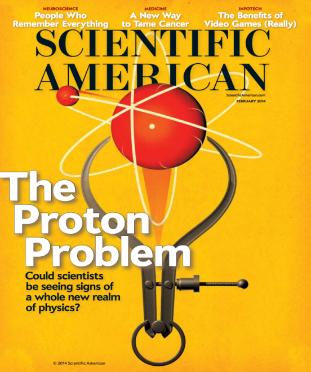 NEUROSCIENCE
People Who
Remember Everything
MEDICINE
A New Way
to Tame Cancer
INFOTECH
The Benefits of
Video Games (Really)
SCIENTIFIC
AMERICAN
ScientificAmerican.com
FEBRUARY 2014
The
Proton
Problem
Could scientists
be seeing signs of
a whole new realm
of physics?
© 2014 Scientific American